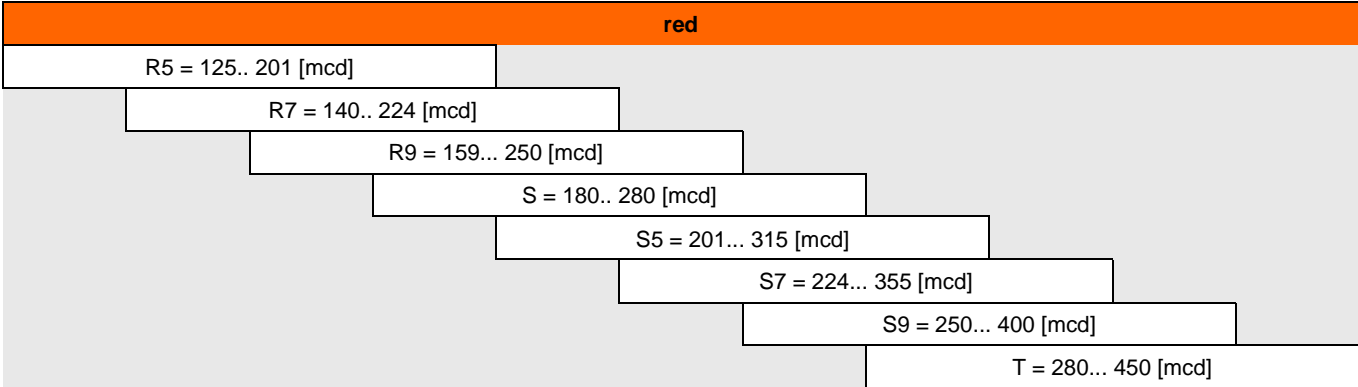 red
R5 = 125.. 201 [mcd]
R7 = 140.. 224 [mcd]
R9 = 159... 250 [mcd]
S = 180.. 280 [mcd]
S5 = 201... 315 [mcd]
S7 = 224... 355 [mcd]
S9 = 250... 400 [mcd]
T = 280... 450 [mcd]